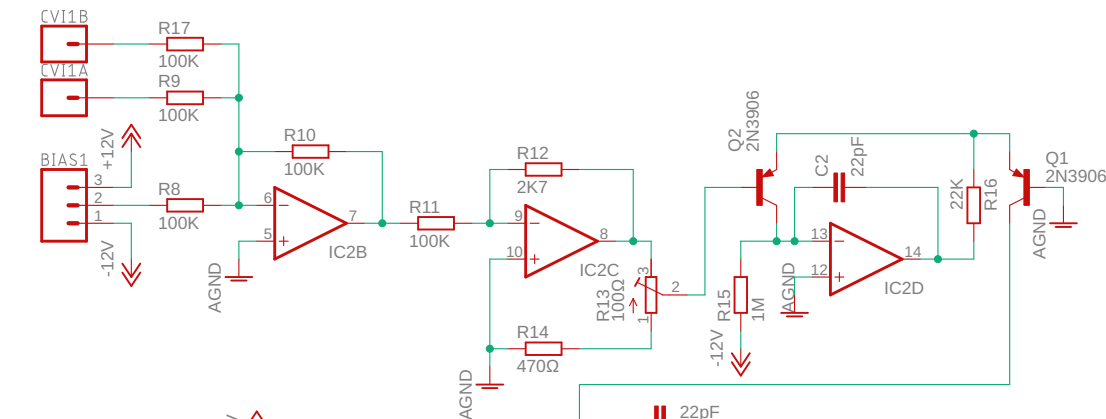 CVI1B
R17
100K
CVI1A
R9
100K
+12V
BIAS1
3
2
1
R8
100K
-12V
R10
100K
6
5
7
IC2B
AGND
R11
100K
R12
2K7
9
10
8
IC2C
R13
100Ω
3
2
1
R14
470Ω
AGND
Q2
2N3906
C2
22pF
13
12
14
IC2D
AGND
R15
1M
-12V
22K
R16
Q1
2N3906
AGND
22pF